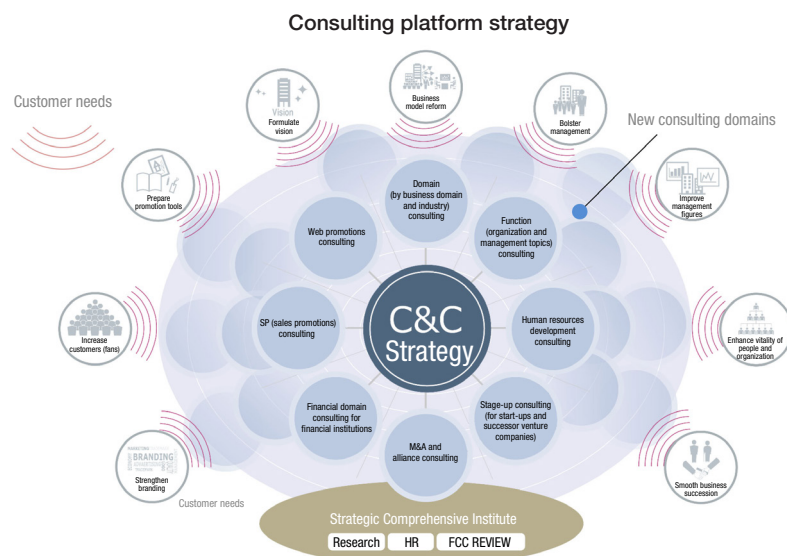 Consulting platform strategy
Customer needs
Vision
Formulate
vision
Business
model reform
Bolster
management
New consulting domains
Prepare
promotion tools
Improve
management
figures
Domain
(by business domain
and industry)
consulting
Web promotions
consulting
Function
(organization and
management topics)
consulting
SP (sales promotions)
consulting
C&C
Strategy
Human resources
development
consulting
Increase
customers (fans)
Enhance vitality of
people and
organization
Financial domain
consulting for
financial institutions
Stage-up consulting
(for start-ups and
successor venture
companies)
M&A and
alliance consulting
BRANDING
Strengthen
branding
Customer needs
Smooth business
succession
Strategic Comprehensive Institute
Research HR FCC REVIEW